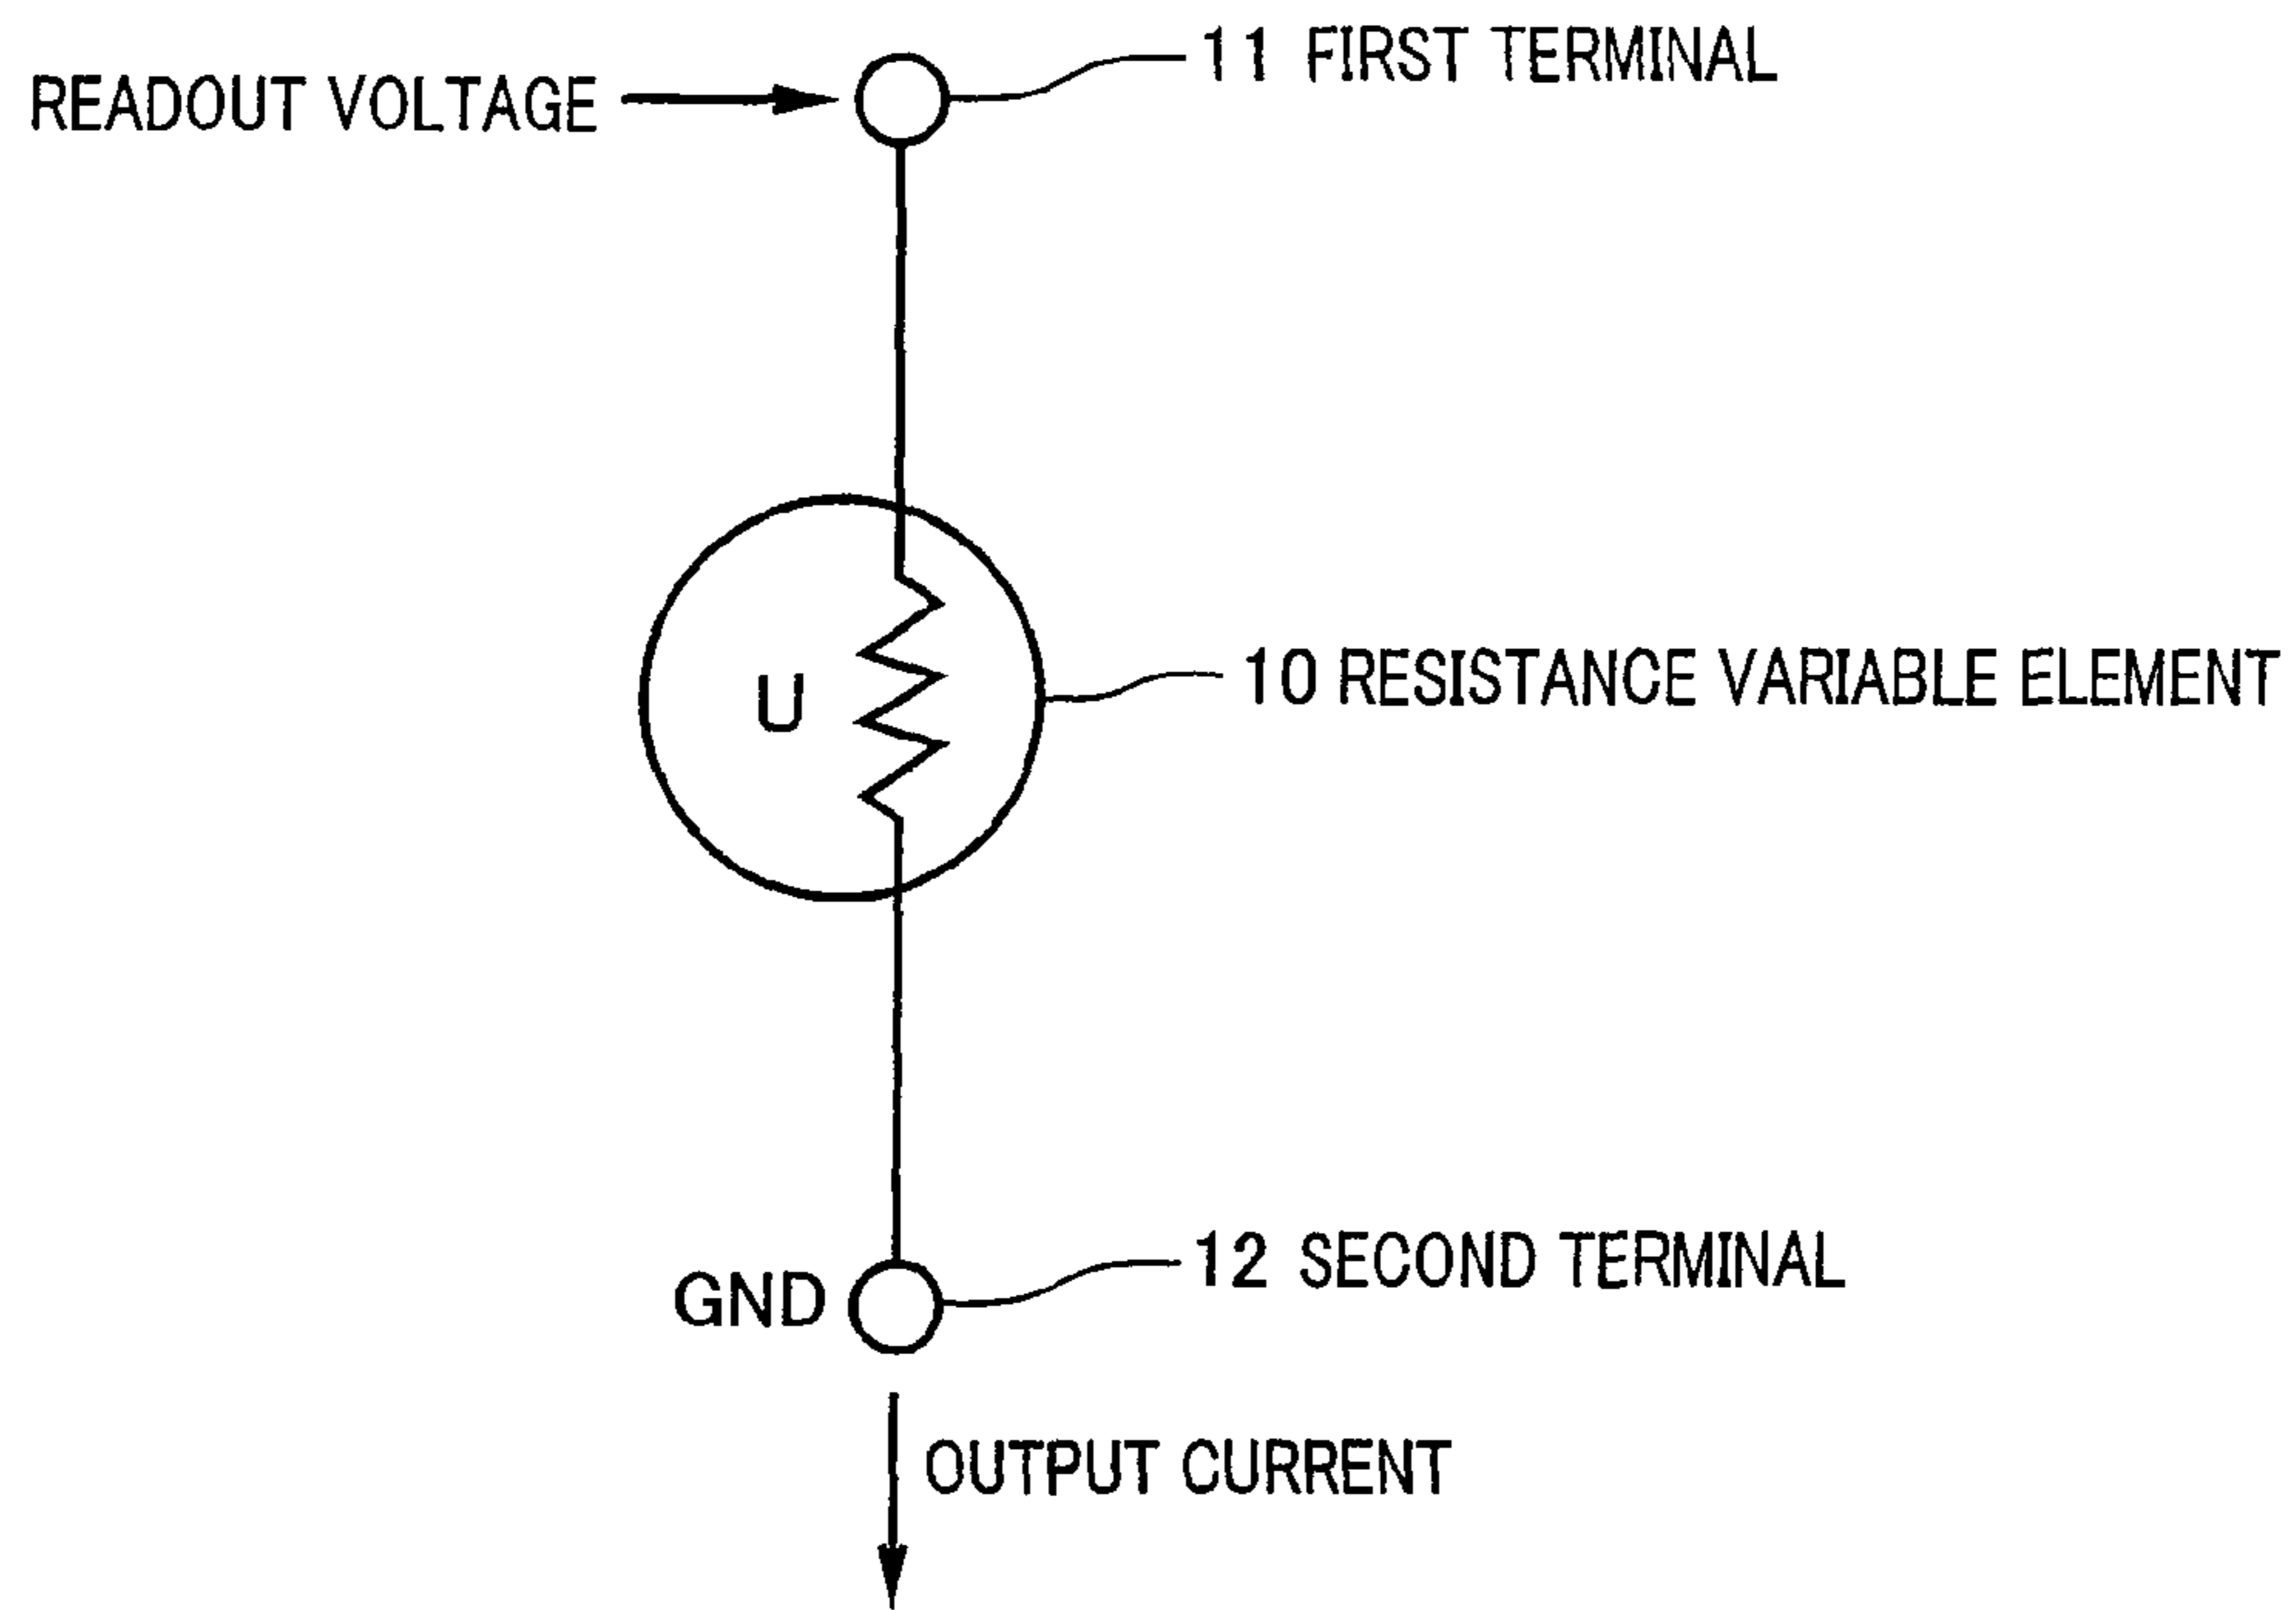 11 FIRST TERMINAL
READOUT VOLTAGE
U
10 RESISTANCE VARIABLE ELEMENT
12 SECOND TERMINAL
GND
OUTPUT CURRENT